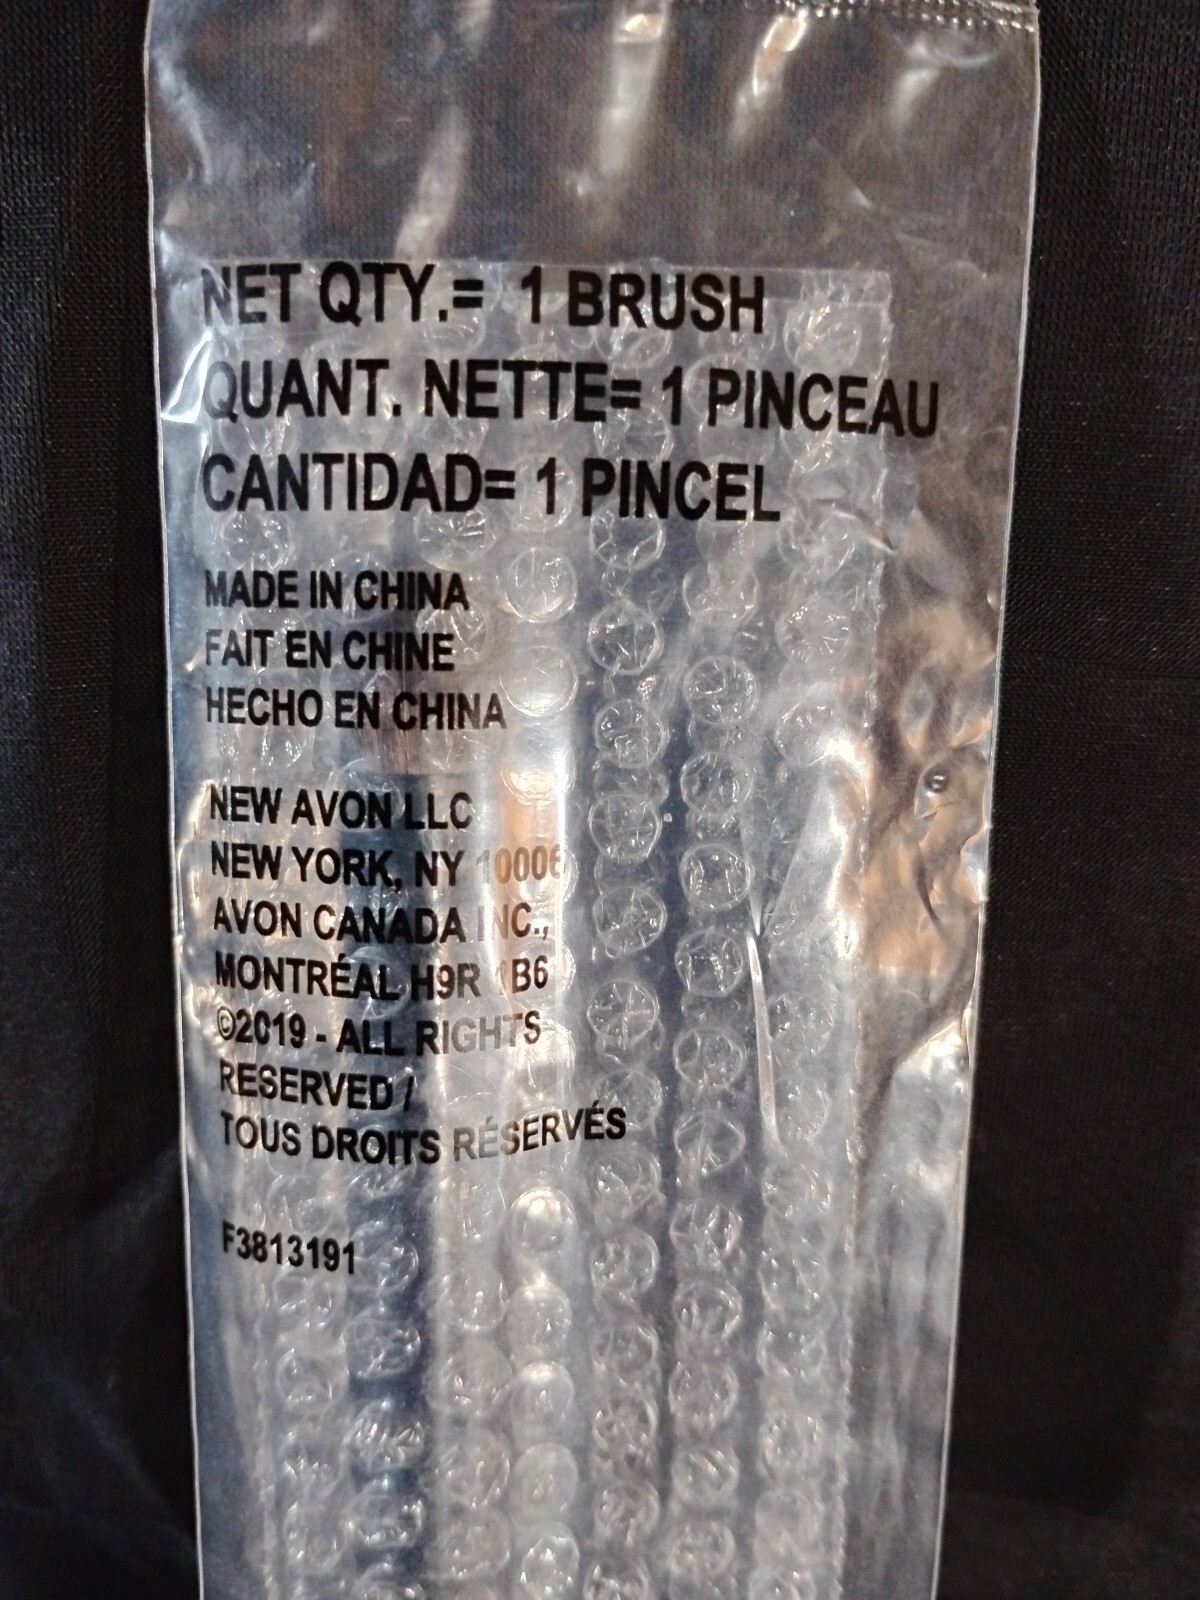 NET QTY.= 1 BRUSH
QUANT. NETTE= 1 PINCEAU
CANTIDAD= 1 PINCEL
MADE IN CHINA
FAIT EN CHINE
HECHO EN CHINA
NEW AVON LLC
NEW YORK, NY 10006
AVON CANADA INC.,
MONTRÉAL H9R 1B6
©2019 - ALL RIGHTS
RESERVED /
TOUS DROITS RÉSERVÉS
F3813191